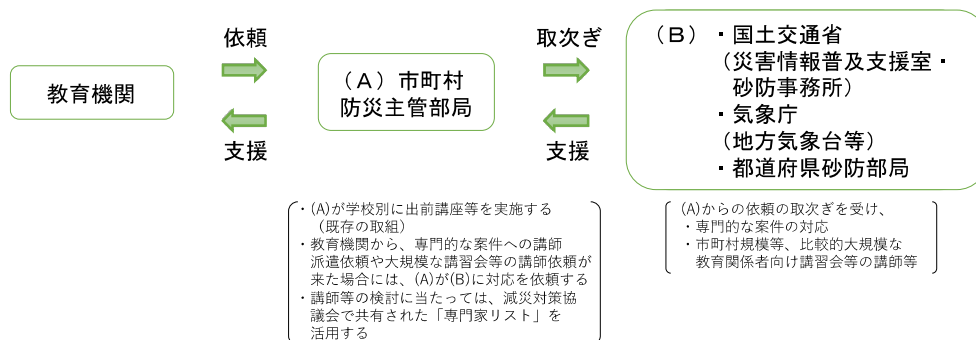 教育機関
依頼
支援
(A)市町村
防災主管部局
取次ぎ
支援
(B)・国土交通省
(災害情報普及支援室・
砂防事務所)
・気象庁
(地方気象台等)
・都道府県砂防部局
・(A)が学校別に出前講座等を実施する
(既存の取組)
・教育機関から、専門的な案件への講師
派遣依頼や大規模な講習会等の講師依頼が
来た場合には、(A)が(B)に対応を依頼する
・講師等の検討に当たっては、減災対策協
議会で共有された「専門家リスト」を
活用する
(A)からの依頼の取次ぎを受け、
・専門的な案件の対応
・市町村規模等、比較的大規模な
教育関係者向け講習会等の講師等